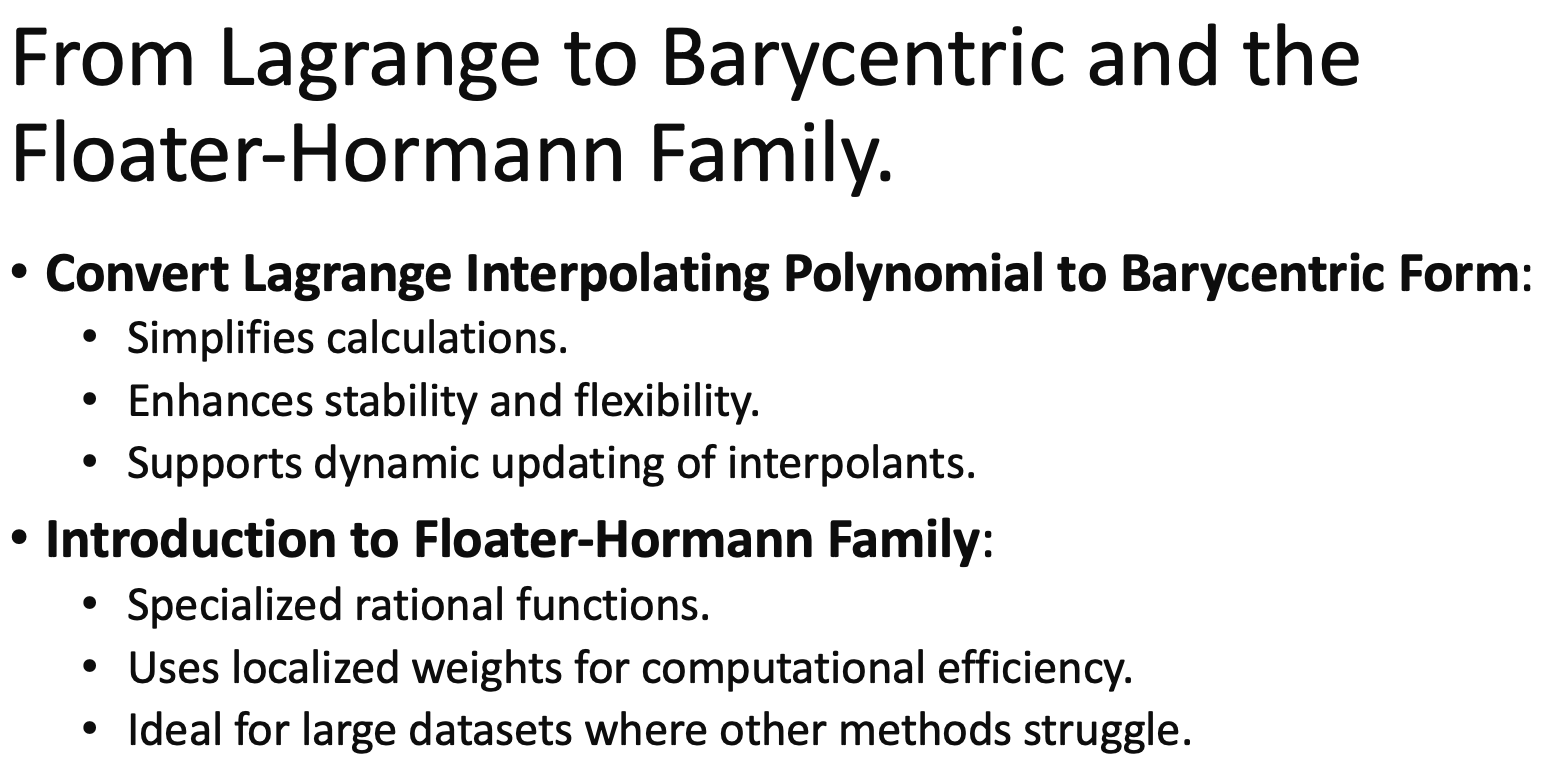 From Lagrange to Barycentric and the
Floater-Hormann Family.
• Convert Lagrange Interpolating Polynomial to Barycentric Form:
• Simplifies calculations.
• Enhances stability and flexibility.
• Supports dynamic updating of interpolants.
• Introduction to Floater-Hormann Family:
• Specialized rational functions.
• Uses localized weights for computational efficiency.
• Ideal for large datasets where other methods struggle.